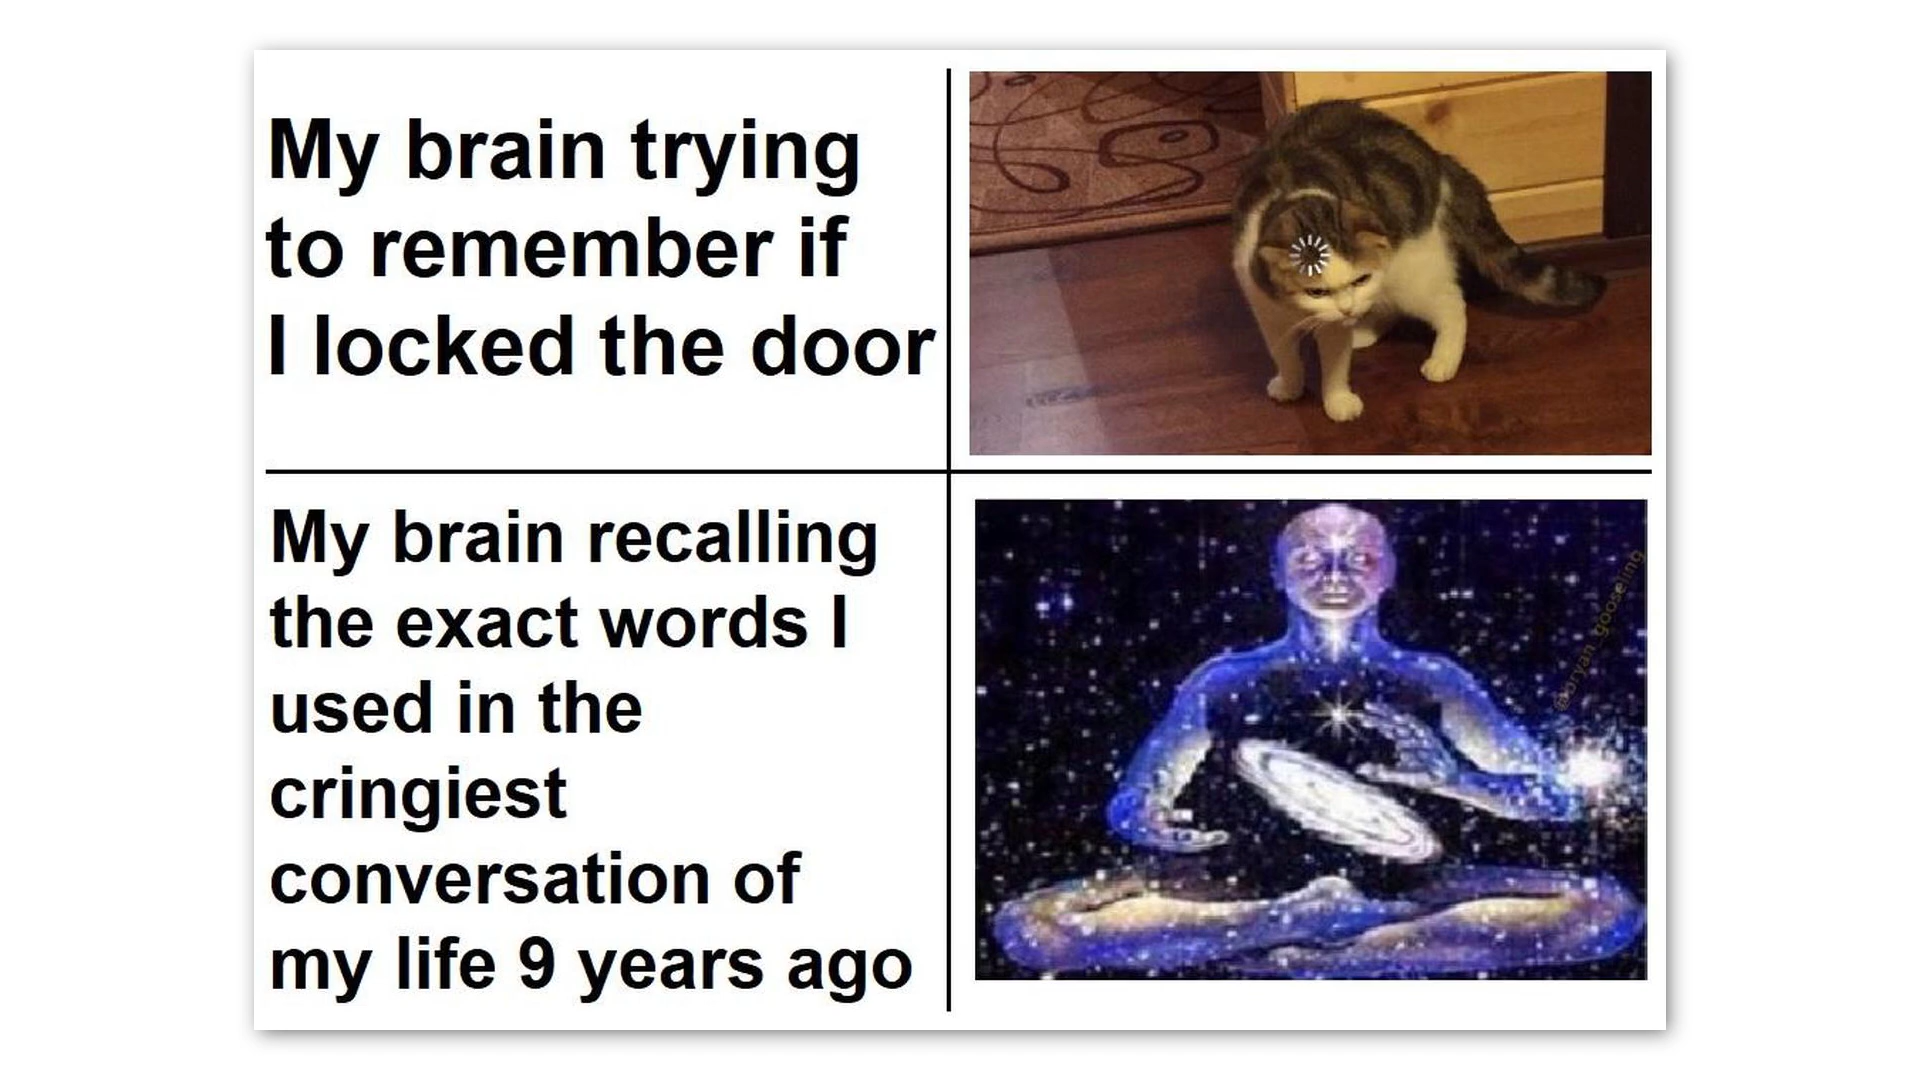 My brain trying
to remember if
I locked the door
My brain recalling
the exact words I
used in the
cringiest
conversation of
my life 9 years ago